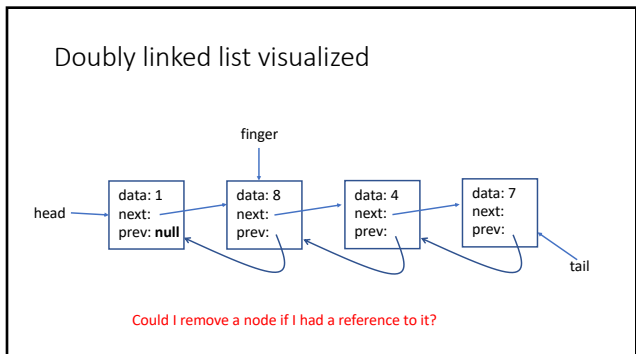 Doubly linked list visualized
finger
head
data: 1
next:
prev: null
data: 8
next:
prev:
data: 4
next:
prev:
data: 7
next:
prev:
tail
Could I remove a node if I had a reference to it?